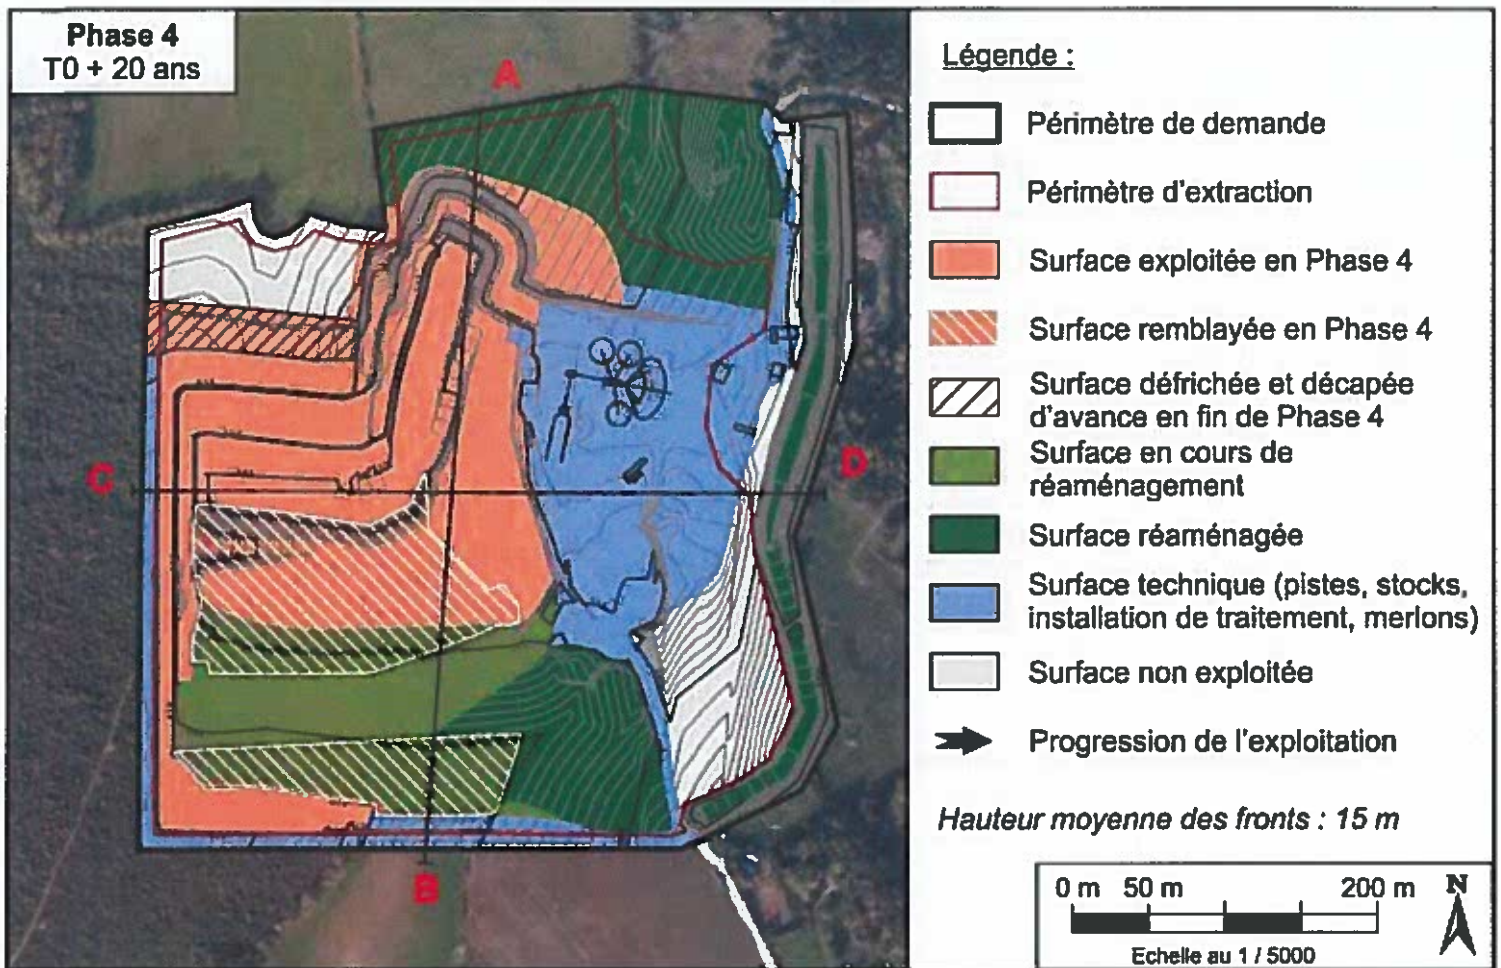 Phase 4
T0 + 20 ans
A
C
D
B
Légende :
Périmètre de demande
Périmètre d'extraction
Surface exploitée en Phase 4
Surface remblayée en Phase 4
Surface défrichée et décapée
d'avance en fin de Phase 4
Surface en cours de
réaménagement
Surface réaménagée
Surface technique (pistes, stocks,
installation de traitement, merlons)
Surface non exploitée
Progression de l'exploitation
Hauteur moyenne des fronts : 15 m
0 m 50 m 200 m N
Echelle au 1 / 5000